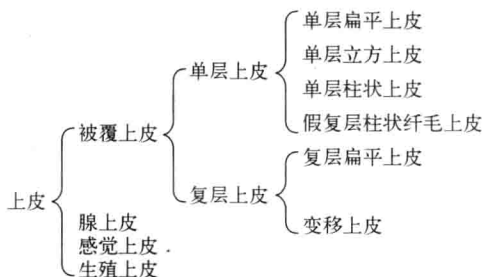 单层扁平上皮
单层立方上皮
单层上皮
单层柱状上皮
假复层柱状纤毛上皮
被覆上皮
复层扁平上皮
复层上皮
上皮
变移上皮
腺上皮
感觉上皮.
生殖上皮